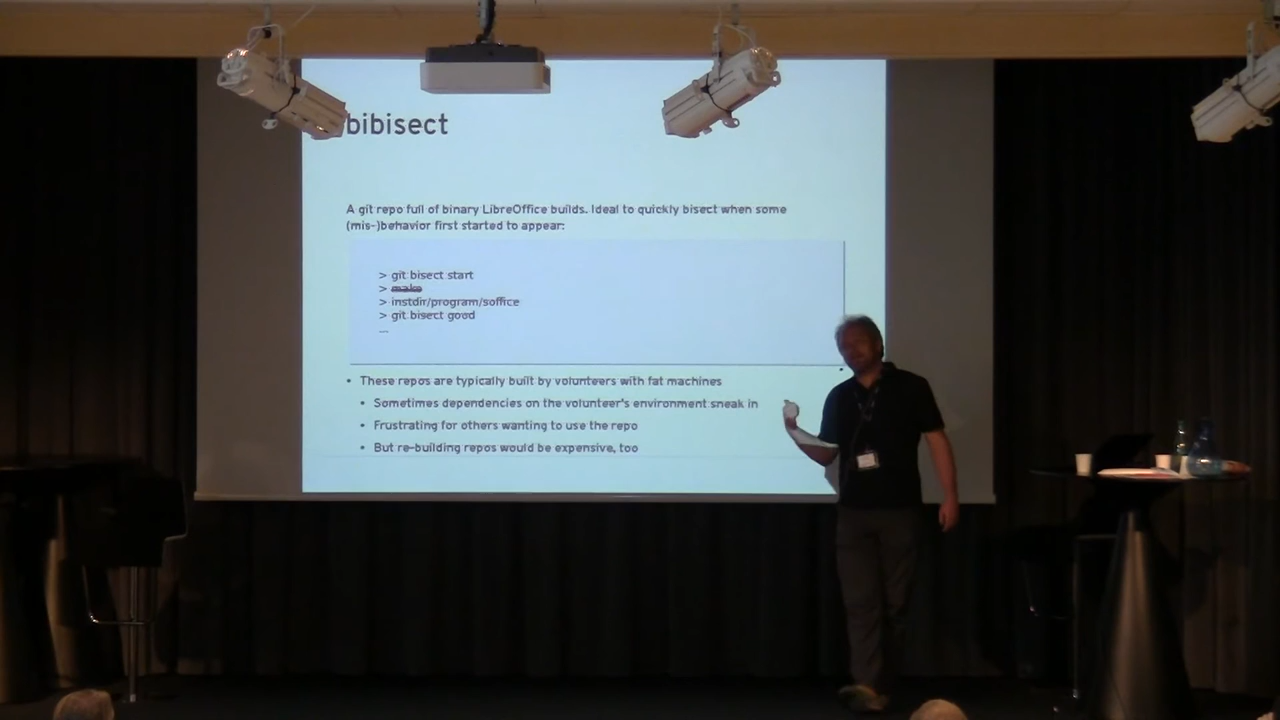 bibisect
A git repo full of binary LibreOffice builds. Ideal to quickly bisect when some
(mis-)behavior first started to appear:
> git bisect start
> make
> instdir/program/soffice
> git bisect good
...
• These repos are typically built by volunteers with fat machines
• Sometimes dependencies on the volunteer's environment sneak in
• Frustrating for others wanting to use the repo
• But re-building repos would be expensive, too